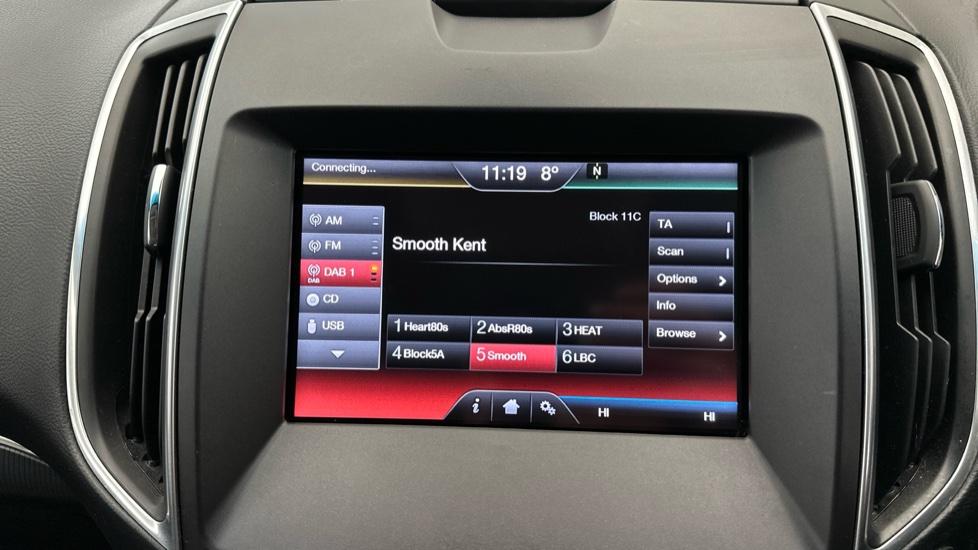 Connecting...
11:19 8° N
Block 11C
AM
FM
DAB DAB 1
CD
USB
Smooth Kent
TA
Scan
Options
Info
Browse
1 Heart80s 2 AbsR80s 3 HEAT
4 Block5A 5 Smooth 6 LBC
i HI HI